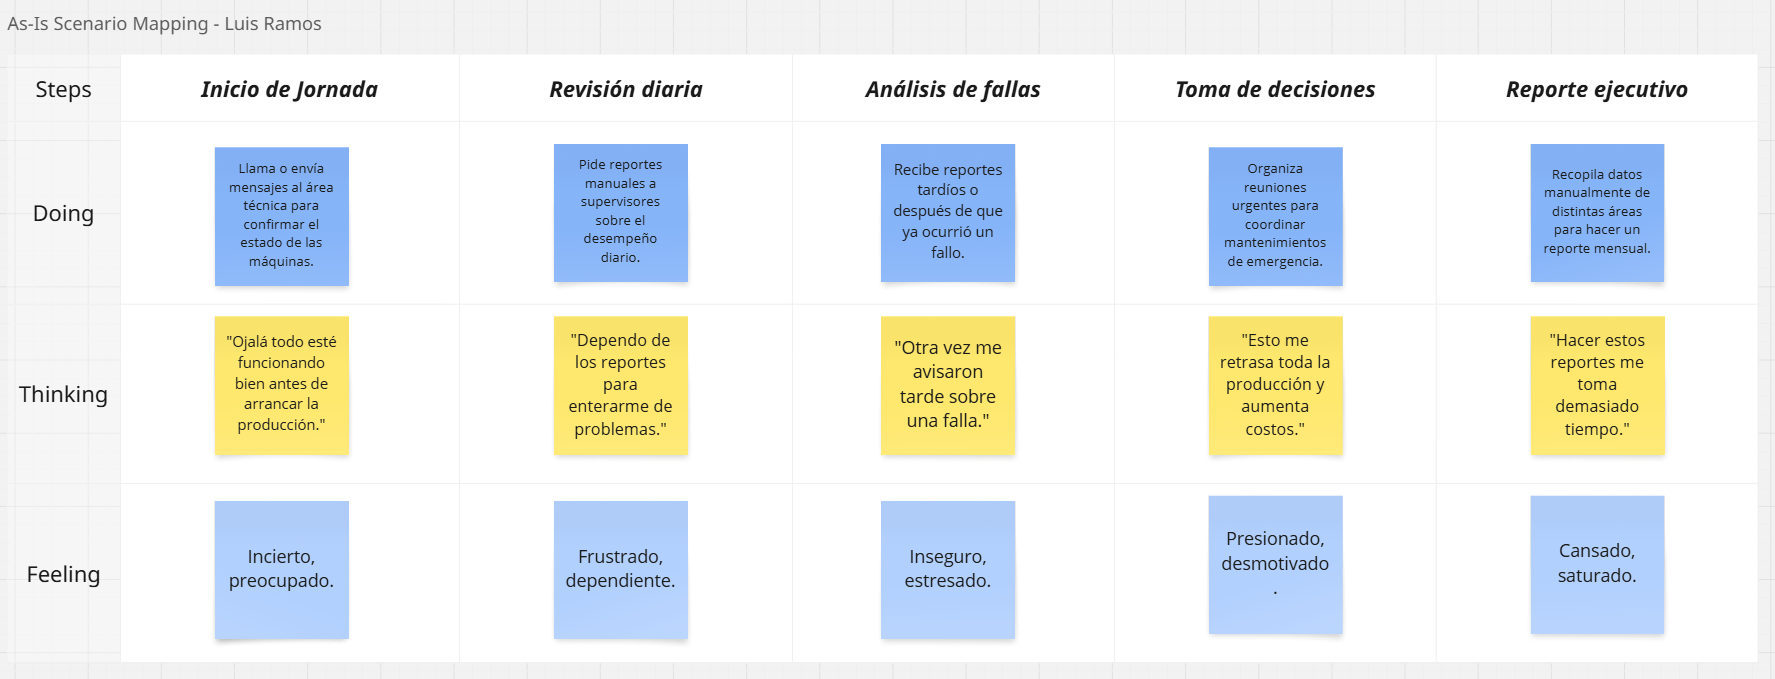 As-Is Scenario Mapping - Luis Ramos
Steps
Inicio de Jornada
Revisión diaria
Análisis de fallas
Toma de decisiones
Reporte ejecutivo
Doing
Llama o envía
mensajes al área
técnica para
confirmar el
estado de las
máquinas.
Pide reportes
manuales a
supervisores
sobre el
desempeño
diario.
Recibe reportes
tardíos o
después de que
ya ocurrió un
fallo.
Organiza
reuniones
urgentes para
coordinar
mantenimientos
de emergencia.
Recopila datos
manualmente de
distintas áreas
para hacer un
reporte mensual.
Thinking
"Ojalá todo esté
funcionando
bien antes de
arrancar la
producción."
"Dependo de
los reportes
para
enterarme de
problemas."
"Otra vez me
avisaron
tarde sobre
una falla."
"Esto me
retrasa toda la
producción y
aumenta
costos."
"Hacer estos
reportes me
toma
demasiado
tiempo."
Feeling
Incierto,
preocupado.
Frustrado,
dependiente.
Inseguro,
estresado.
Presionado,
desmotivado
.
Cansado,
saturado.